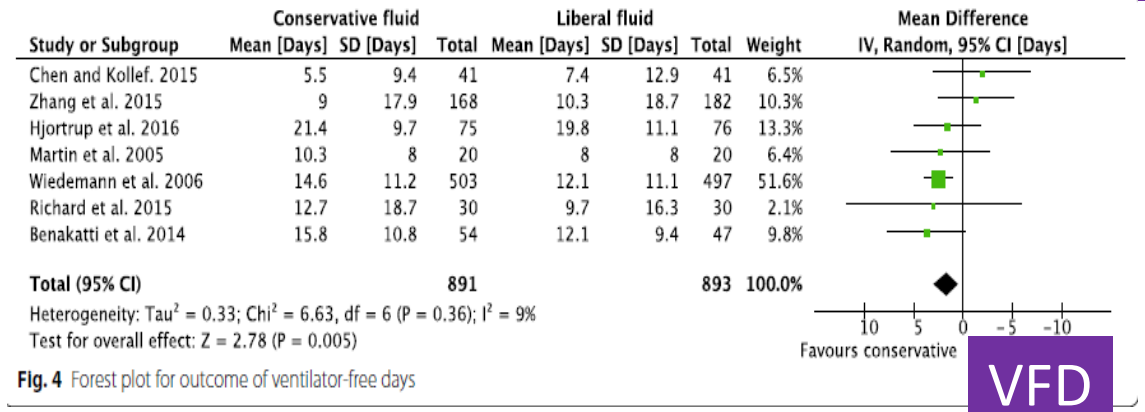 Conservative fluid Liberal fluid Mean Difference
Study or Subgroup Mean [Days] SD [Days] Total Mean [Days] SD [Days] Total Weight IV, Random, 95% CI [Days]
Chen and Kollef. 2015 5.5 9.4 41 7.4 12.9 41 6.5%
Zhang et al. 2015 9 17.9 168 10.3 18.7 182 10.3%
Hjortrup et al. 2016 21.4 9.7 75 19.8 11.1 76 13.3%
Martin et al. 2005 10.3 8 20 8 8 20 6.4%
Wiedemann et al. 2006 14.6 11.2 503 12.1 11.1 497 51.6%
Richard et al. 2015 12.7 18.7 30 9.7 16.3 30 2.1%
Benakatti et al. 2014 15.8 10.8 54 12.1 9.4 47 9.8%
Total (95% CI) 891 893 100.0%
Heterogeneity: Tau² = 0.33; Chi² = 6.63, df = 6 (P = 0.36); I² = 9%
Test for overall effect: Z = 2.78 (P = 0.005)
10 5 0 -5 -10
Favours conservative
Fig. 4 Forest plot for outcome of ventilator-free days
VFD